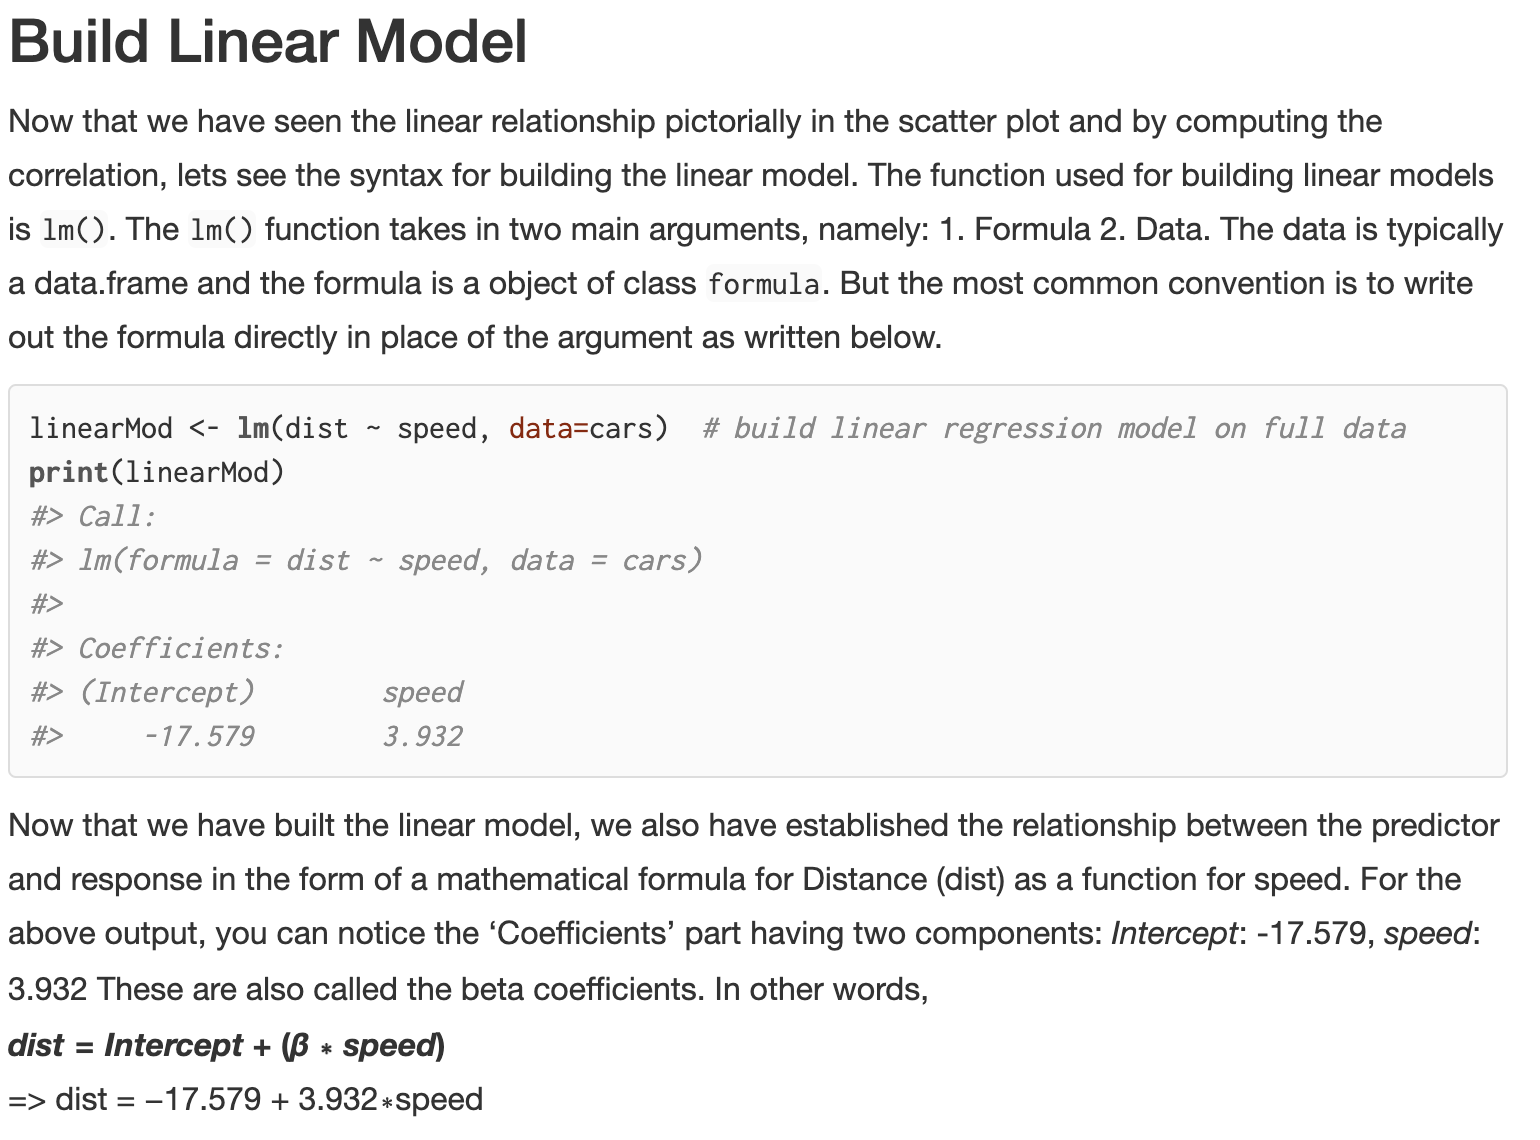 Build Linear Model
Now that we have seen the linear relationship pictorially in the scatter plot and by computing the
correlation, lets see the syntax for building the linear model. The function used for building linear models
is lm(). The lm() function takes in two main arguments, namely: 1. Formula 2. Data. The data is typically
a data.frame and the formula is a object of class formula. But the most common convention is to write
out the formula directly in place of the argument as written below.
linearMod <- lm(dist ~ speed, data=cars)  # build linear regression model on full data
print(linearMod)
#> Call:
#> lm(formula = dist ~ speed, data = cars)
#>
#> Coefficients:
#> (Intercept)        speed
#>     -17.579        3.932
Now that we have built the linear model, we also have established the relationship between the predictor
and response in the form of a mathematical formula for Distance (dist) as a function for speed. For the
above output, you can notice the ‘Coefficients’ part having two components: Intercept: -17.579, speed:
3.932 These are also called the beta coefficients. In other words,
dist = Intercept + (β ∗ speed)
=> dist = −17.579 + 3.932∗speed